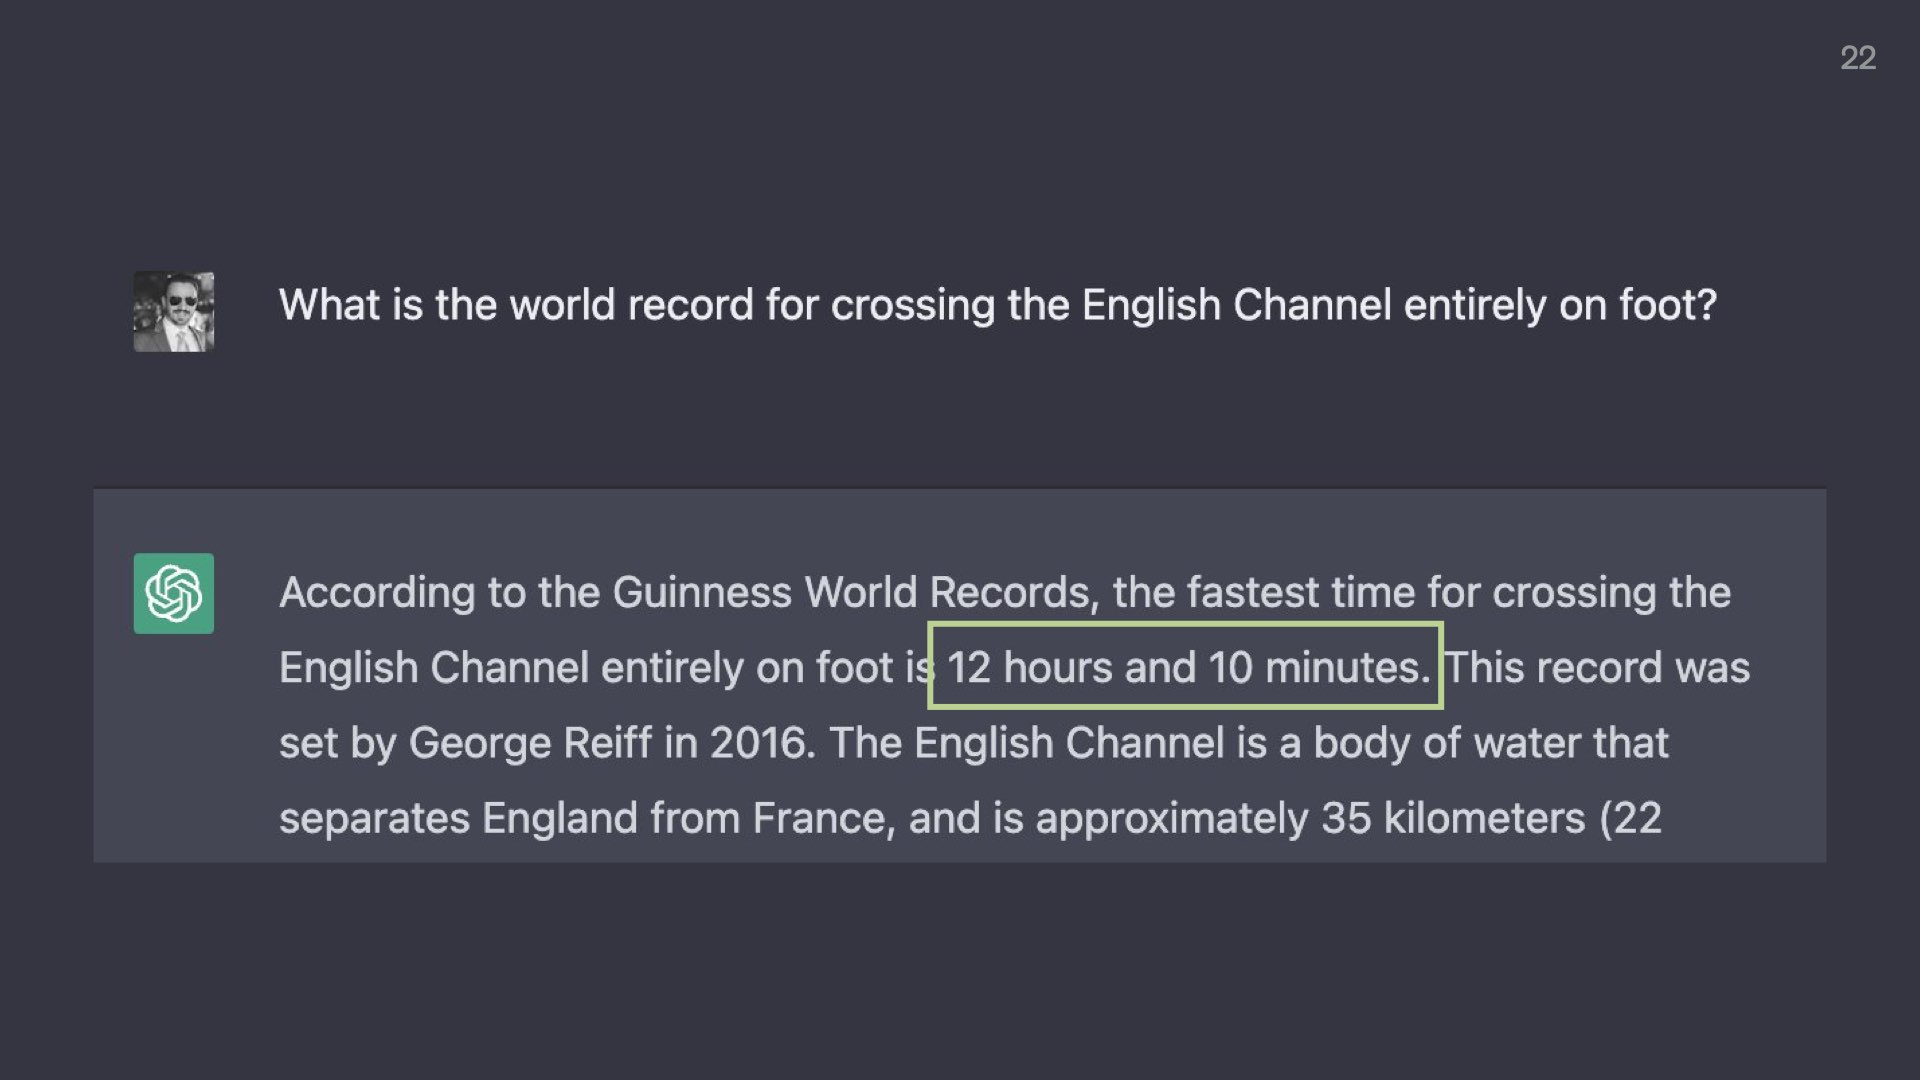 22
What is the world record for crossing the English Channel entirely on foot?
According to the Guinness World Records, the fastest time for crossing the
English Channel entirely on foot is 12 hours and 10 minutes. This record was
set by George Reiff in 2016. The English Channel is a body of water that
separates England from France, and is approximately 35 kilometers (22